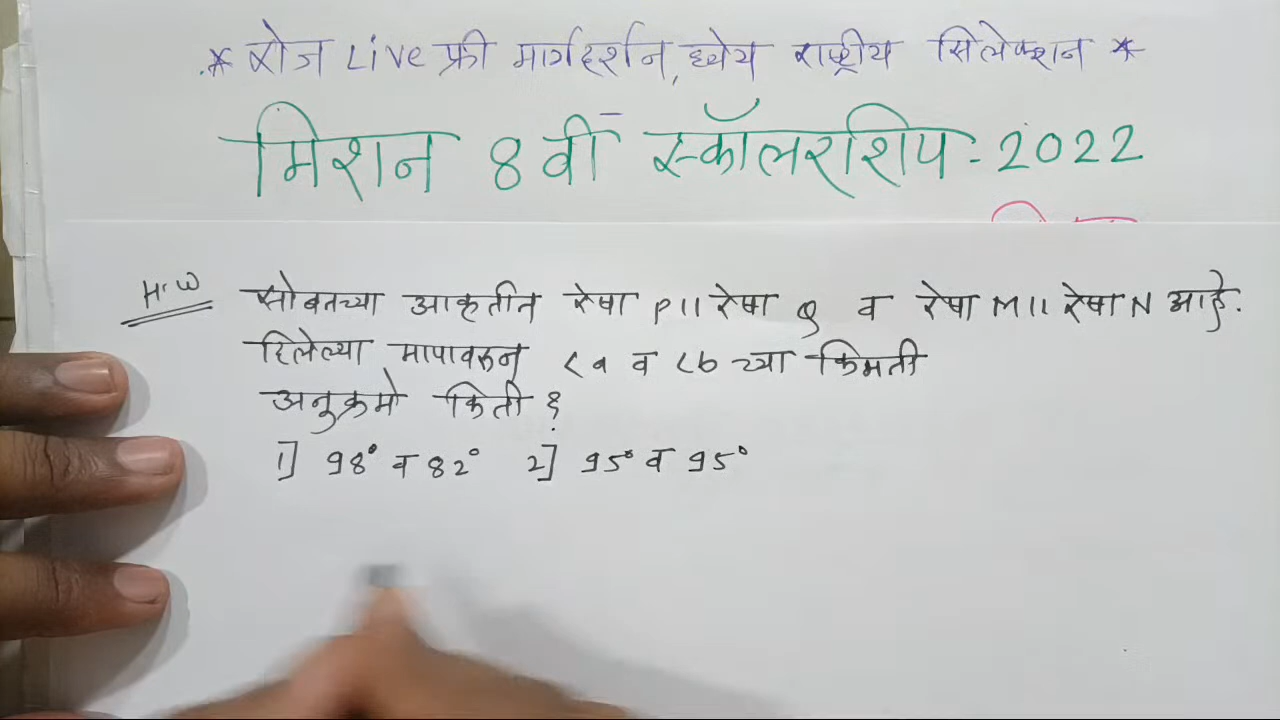 * रोज Live फ्री मार्गदर्शन, ध्येय राष्ट्रीय सिलेक्शन *
मिशन 8 वी स्कॉलरशिप - 2022
H.W सोबतच्या आकृतीत रेषा P || रेषा Q व रेषा M || रेषा N आहे.
दिलेल्या मापावरून <a व <b च्या किमती
अनुक्रमे किती ?
1] 98° व 82° 2] 95° व 95°